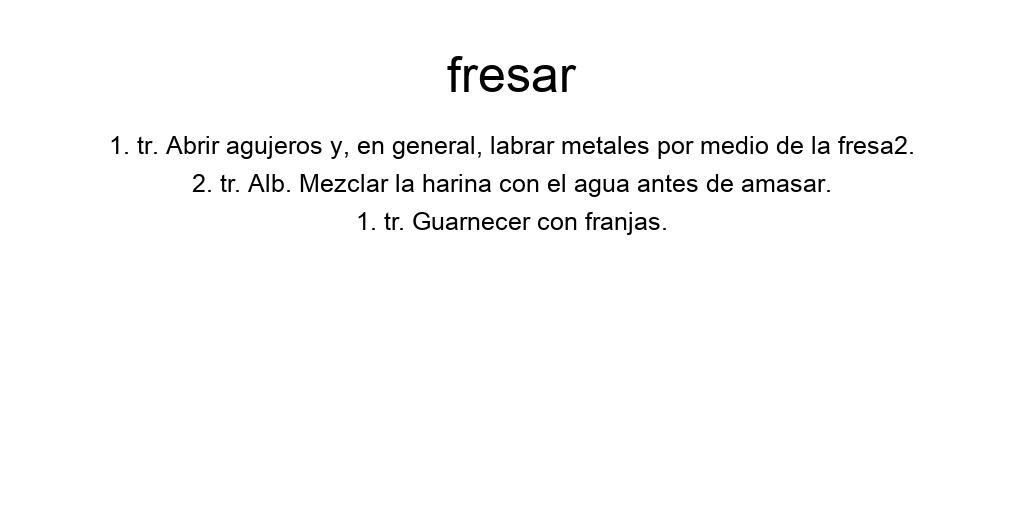 fresar
1. tr. Abrir agujeros y, en general, labrar metales por medio de la fresa2.
2. tr. Alb. Mezclar la harina con el agua antes de amasar.
1. tr. Guarnecer con franjas.